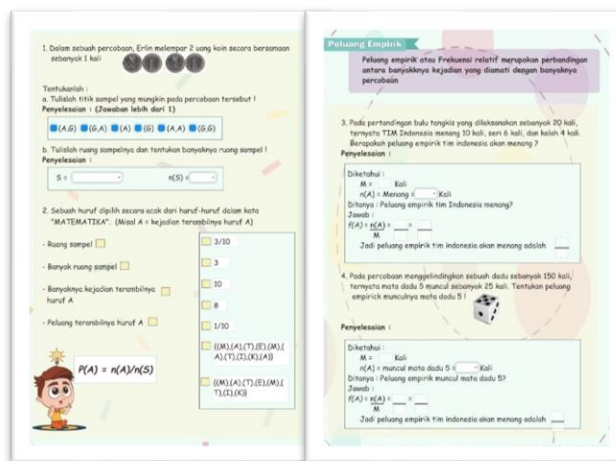 1. Dalam sebuah percobaan, Erlin melempar 2 uang koin secara bersamaan
sebanyak 1 kali
Tentukanlah :
a. Tulislah titik sampel yang mungkin pada percobaan tersebut !
Penyelesaian : (Jawaban lebih dari 1)
(A,G) (G,A) (A) (G) (A,A) (G,G)
b. Tulislah ruang sampelnya dan tentukan banyaknya ruang sampel !
Penyelesaian :
S = n(S) =
2. Sebuah huruf dipilih secara acak dari huruf-huruf dalam kata
"MATEMATIKA". (Misal A = kejadian terambilnya huruf A)
- Ruang sampel
- Banyak ruang sampel
- Banyaknya kejadian terambilnya
huruf A
- Peluang terambilnya huruf A
3/10
3
10
8
1/10
{(M),(A),(T),(E),(M),(
A),(T),(I),(K),(A)}
{(M),(A),(T),(E),(M),(
T),(I),(K)}
P(A) = n(A)/n(S)
Peluang Empirik
Peluang empirik atau Frekuensi relatif merupakan perbandingan
antara banyakknya kejadian yang diamati dengan banyaknya
percobaan
3. Pada pertandingan bulu tangkis yang dilaksanakan sebanyak 20 kali,
ternyata TIM Indonesia menang 10 kali, seri 6 kali, dan kalah 4 kali.
Berapakah peluang empirik tim indonesia akan menang ?
Penyelesaian :
Diketahui :
M = Kali
n(A) = Menang = Kali
Ditanya : Peluang empirik tim Indonesia menang?
Jawab :
f(A) = n(A) = =
M
Jadi peluang empirik tim indonesia akan menang adalah
4. Pada percobaan menggelindingkan sebuah dadu sebanyak 150 kali,
ternyata mata dadu 5 muncul sebanyak 25 kali. Tentukan peluang
empirick munculnya mata dadu 5 !
Penyelesaian :
Diketahui :
M = Kali
n(A) = muncul mata dadu 5 = Kali
Ditanya : Peluang empirik muncul mata dadu 5?
Jawab :
f(A) = n(A) = =
M
Jadi peluang empirik tim indonesia akan menang adalah